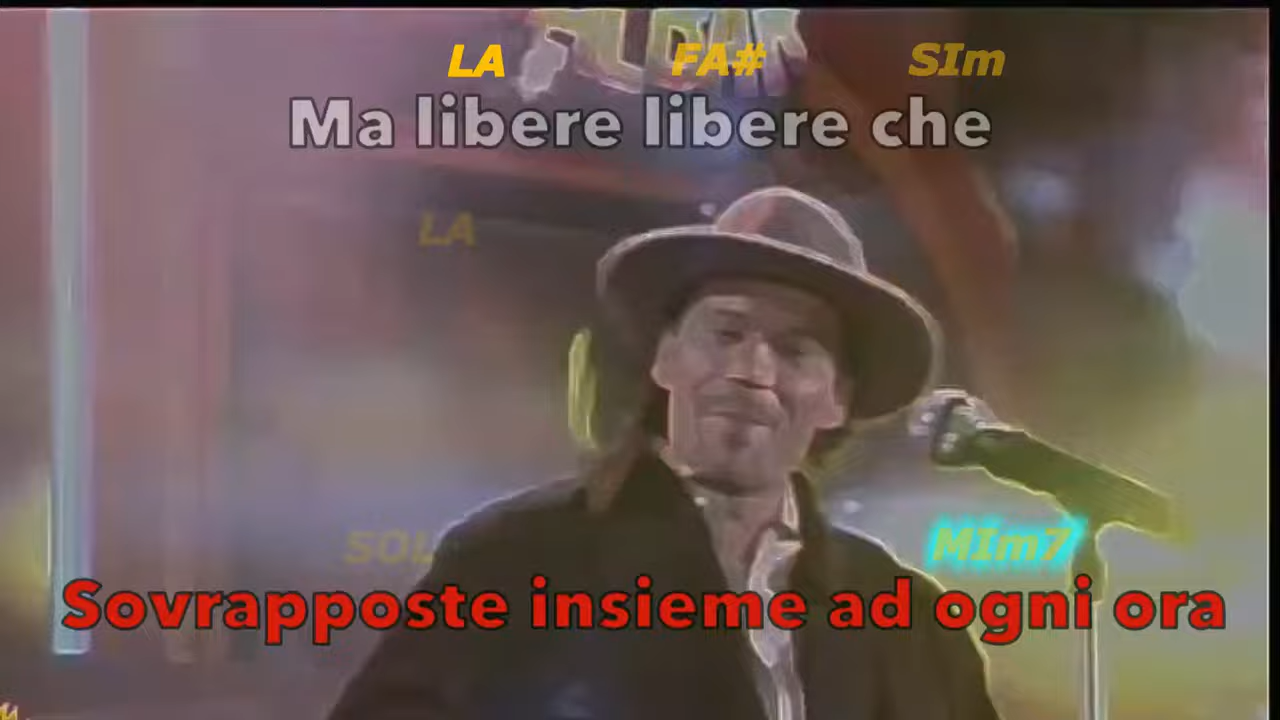 LA FA# SIm
Ma libere libere che
LA
SOL MIm7
Sovrapposte insieme ad ogni ora